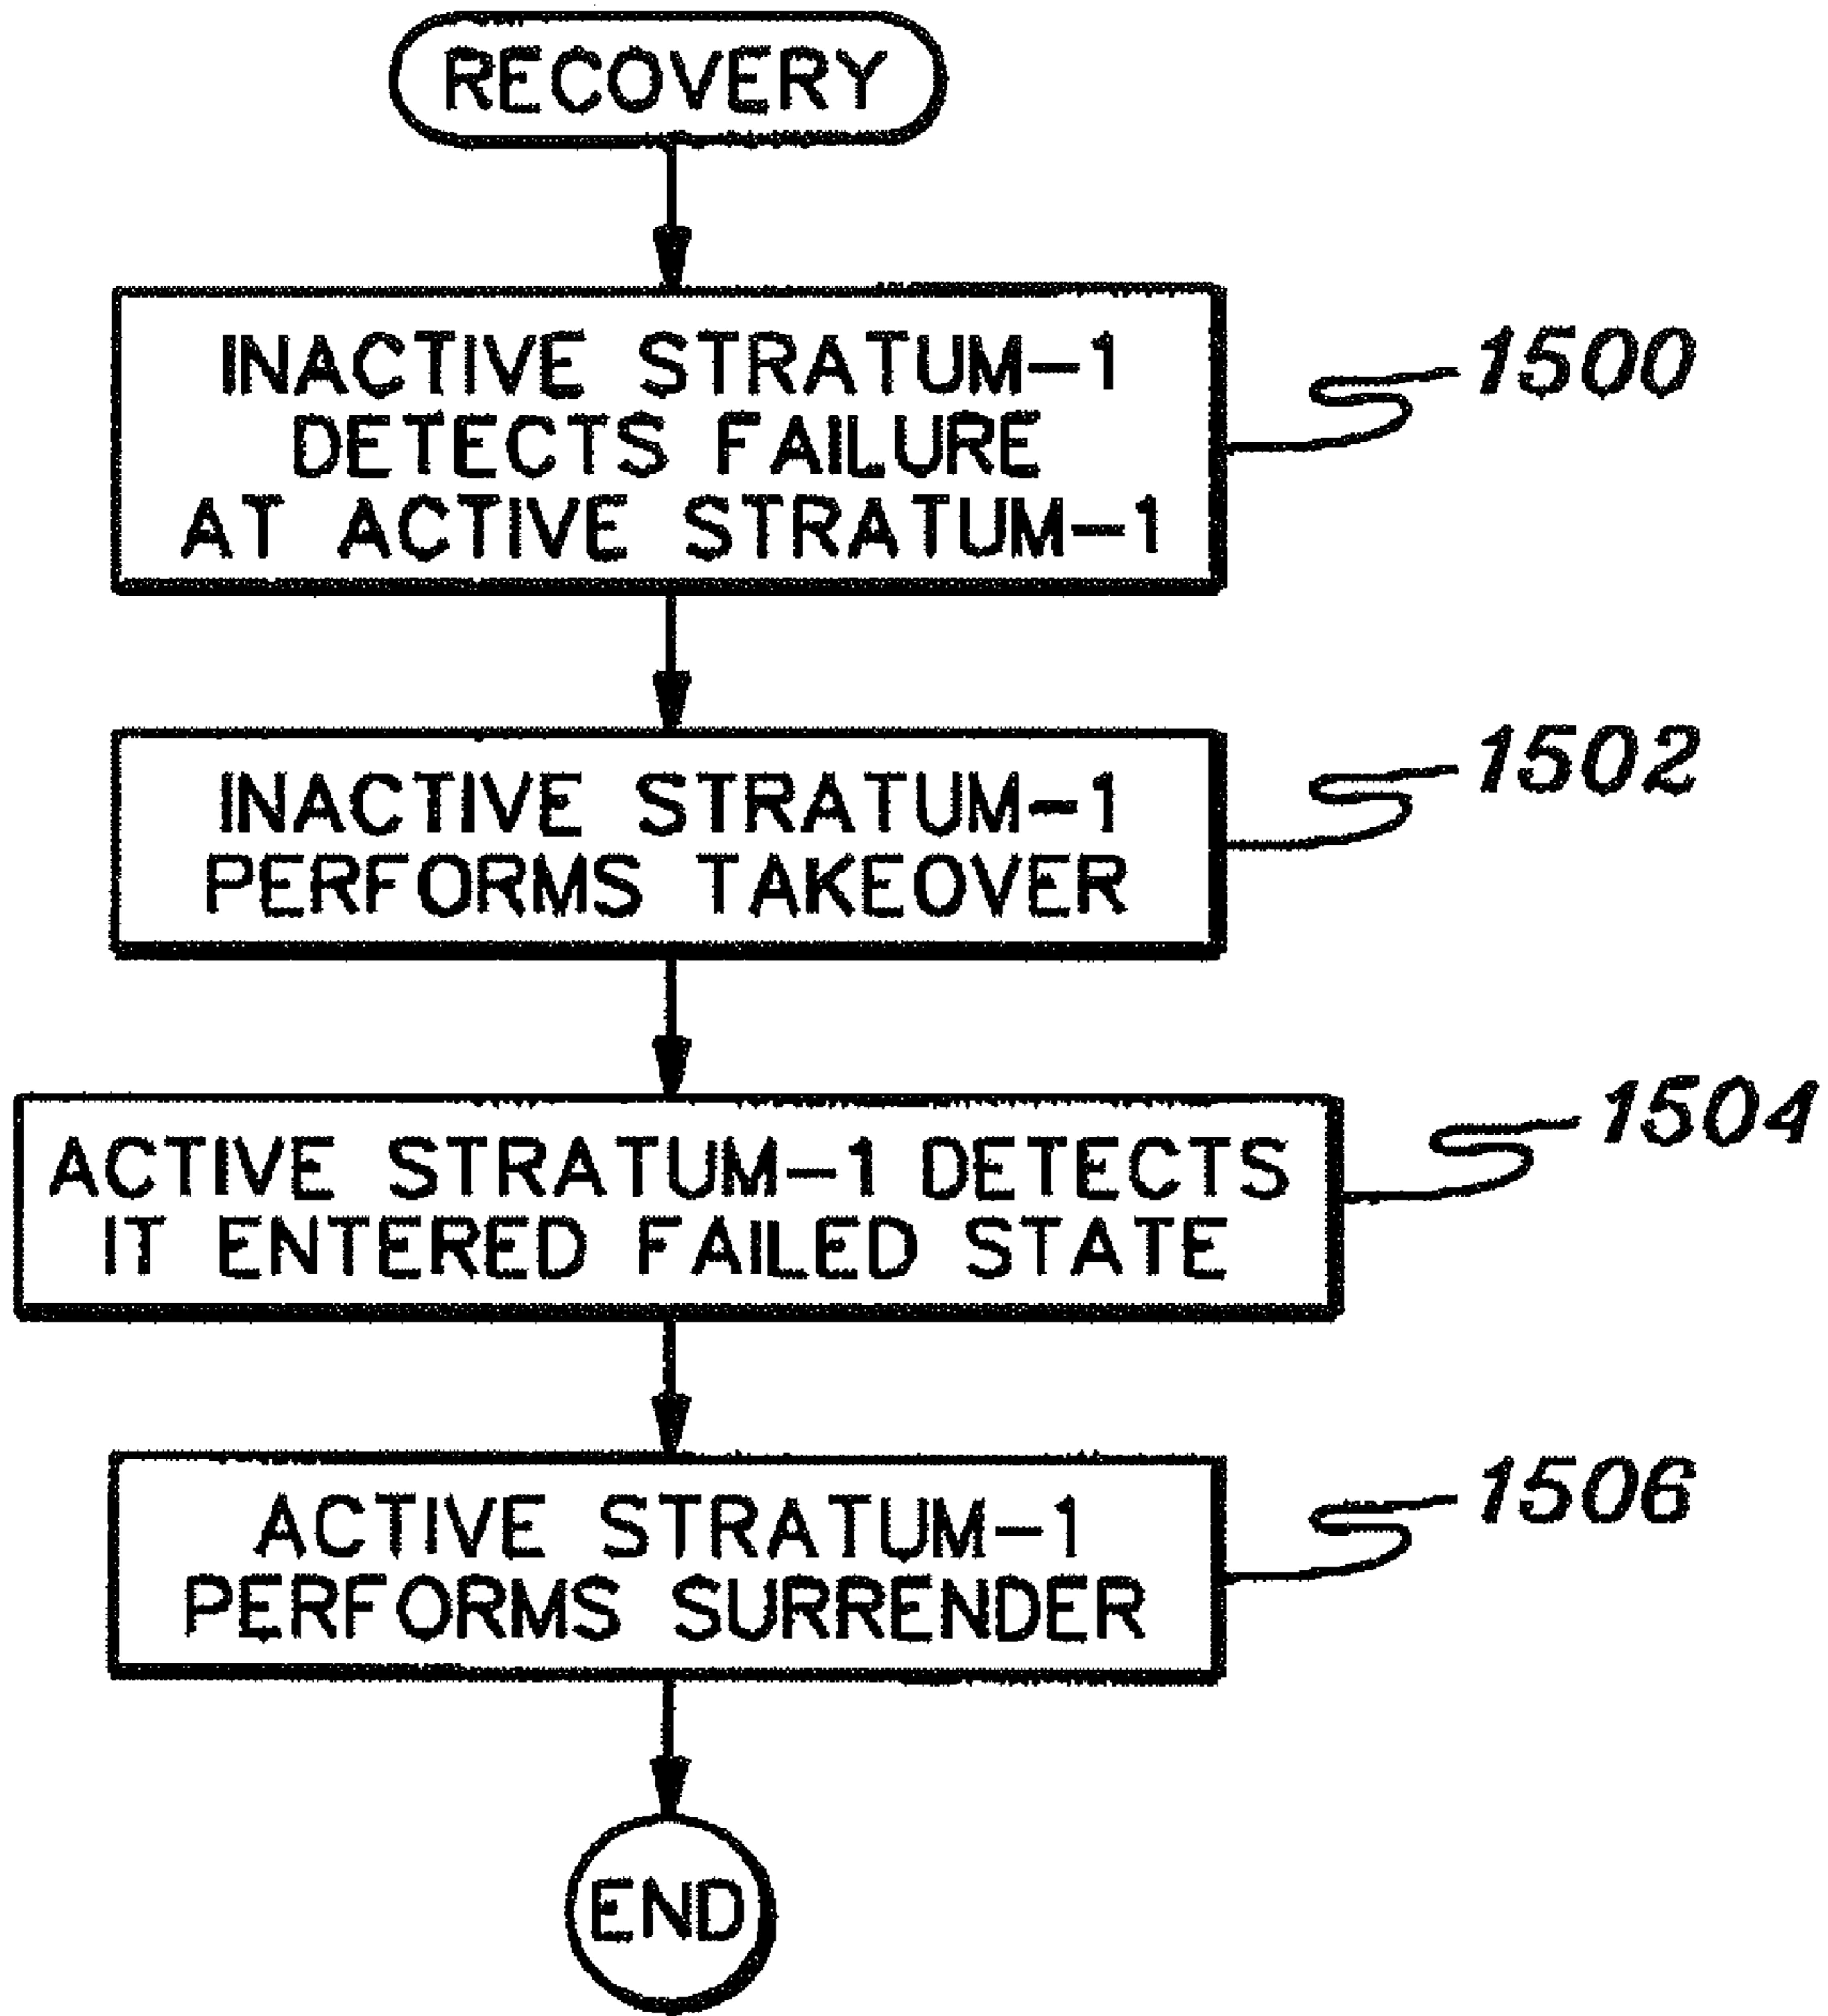 RECOVERY
INACTIVE STRATUM-1
DETECTS FAILURE
AT ACTIVE STRATUM-1
1500
INACTIVE STRATUM-1
PERFORMS TAKEOVER
1502
ACTIVE STRATUM-1 DETECTS
IT ENTERED FAILED STATE
1504
ACTIVE STRATUM-1
PERFORMS SURRENDER
1506
END